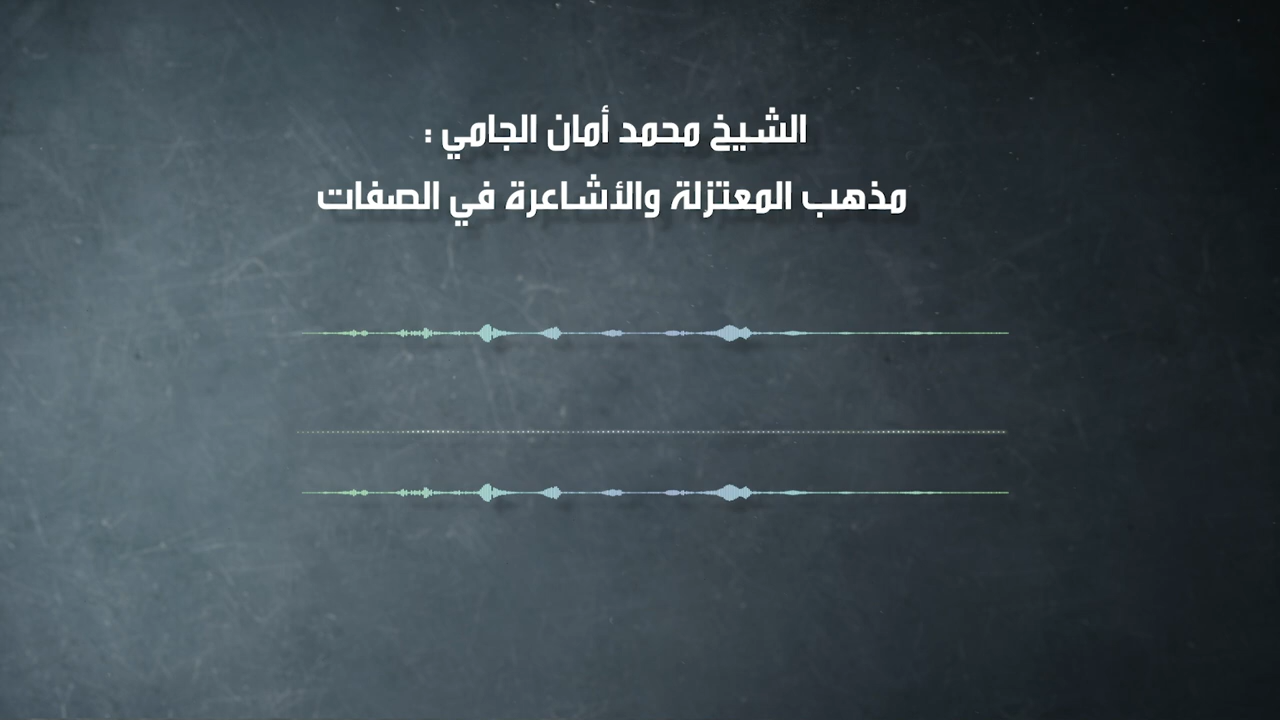 الشيخ محمد أمان الجامي :
مذهب المعتزلة والأشاعرة في الصفات